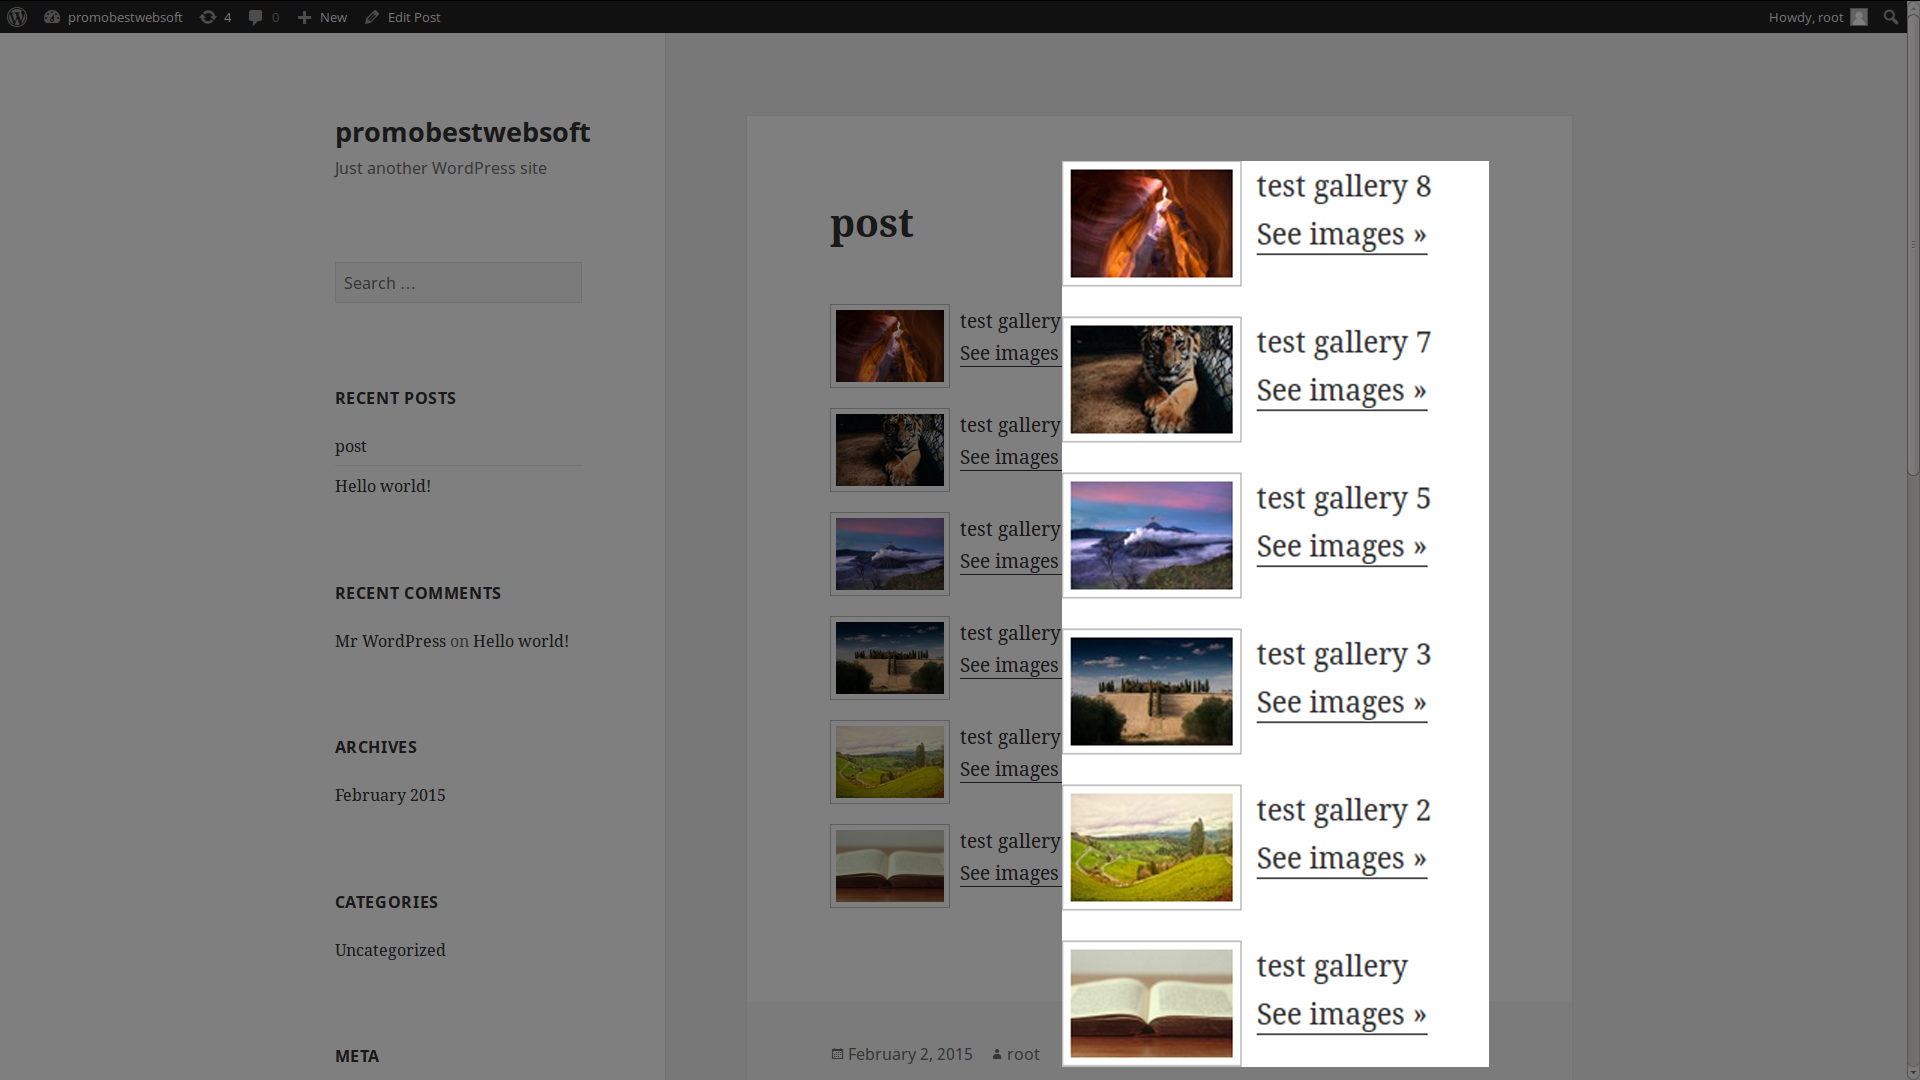 promobestwebsoft 4 0 New Edit Post Howdy, root
promobestwebsoft
Just another WordPress site
Search …
RECENT POSTS
post
Hello world!
RECENT COMMENTS
Mr WordPress on Hello world!
ARCHIVES
February 2015
CATEGORIES
Uncategorized
META
post
test gallery
See images
test gallery
See images
test gallery
See images
test gallery
See images
test gallery
See images
test gallery
See images
February 2, 2015 root
test gallery 8
See images »
test gallery 7
See images »
test gallery 5
See images »
test gallery 3
See images »
test gallery 2
See images »
test gallery
See images »